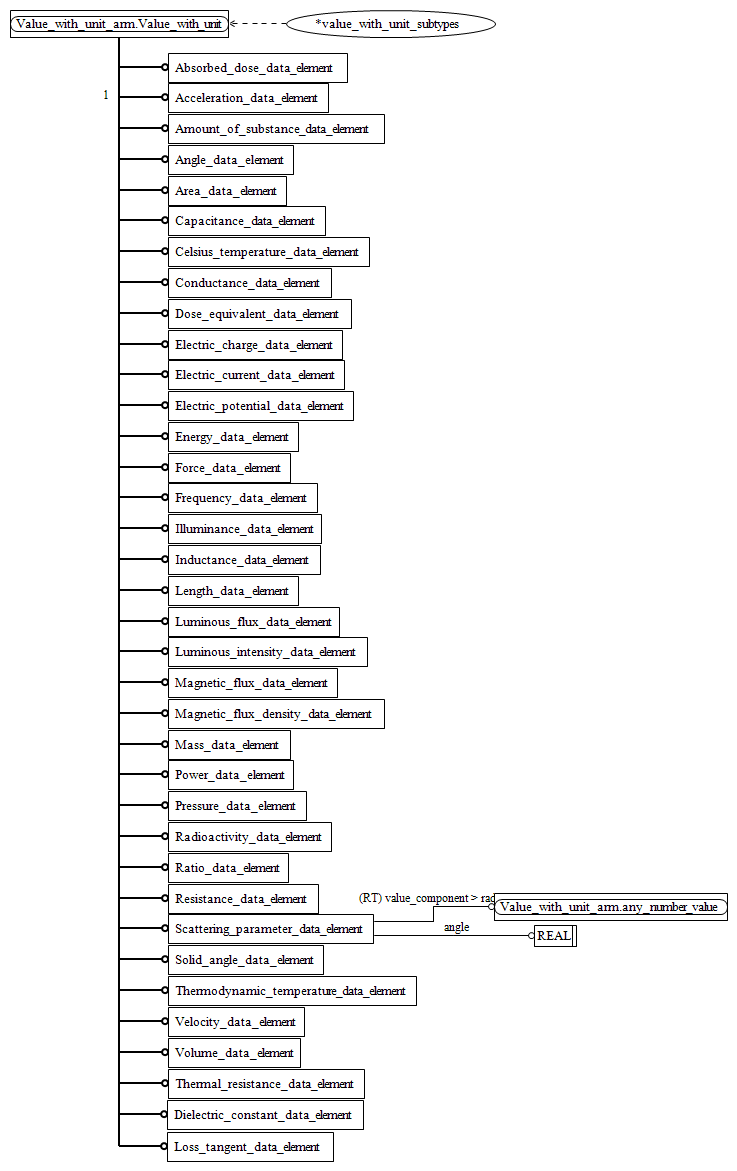 Value_with_unit_arm.Value_with_unit
*value_with_unit_subtypes
Absorbed_dose_data_element
1
Acceleration_data_element
Amount_of_substance_data_element
Angle_data_element
Area_data_element
Capacitance_data_element
Celsius_temperature_data_element
Conductance_data_element
Dose_equivalent_data_element
Electric_charge_data_element
Electric_current_data_element
Electric_potential_data_element
Energy_data_element
Force_data_element
Frequency_data_element
Illuminance_data_element
Inductance_data_element
Length_data_element
Luminous_flux_data_element
Luminous_intensity_data_element
Magnetic_flux_data_element
Magnetic_flux_density_data_element
Mass_data_element
Power_data_element
Pressure_data_element
Radioactivity_data_element
Ratio_data_element
Resistance_data_element
(RT) value_component > rad
Value_with_unit_arm.any_number_value
Scattering_parameter_data_element
angle
REAL
Solid_angle_data_element
Thermodynamic_temperature_data_element
Velocity_data_element
Volume_data_element
Thermal_resistance_data_element
Dielectric_constant_data_element
Loss_tangent_data_element